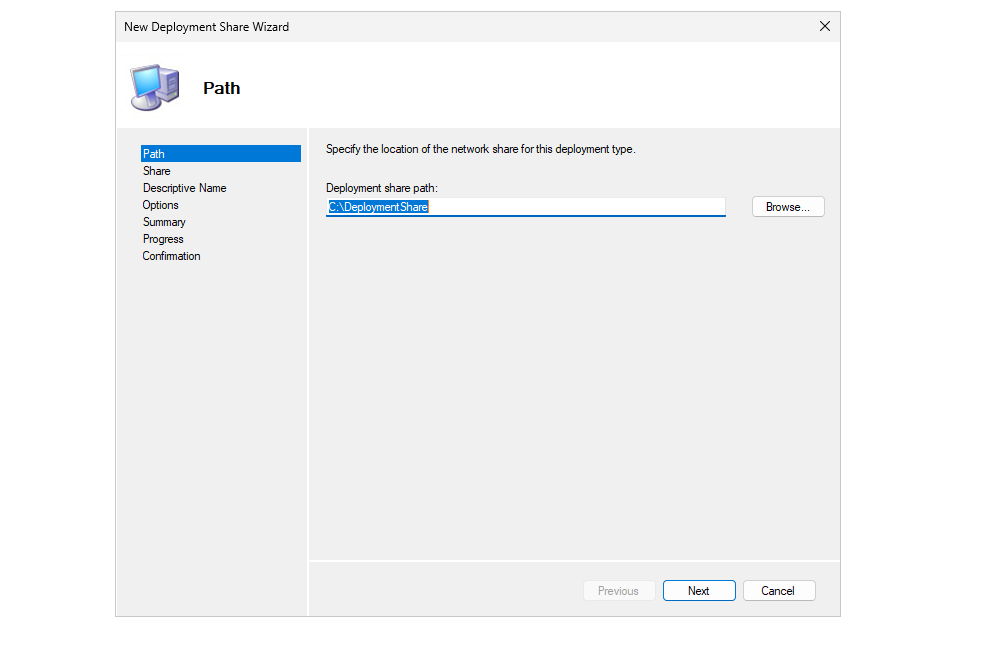 New Deployment Share Wizard
Path
Path
Share
Descriptive Name
Options
Summary
Progress
Confirmation
Specify the location of the network share for this deployment type.
Deployment share path:
C:\DeploymentShare
Browse...
Previous
Next
Cancel